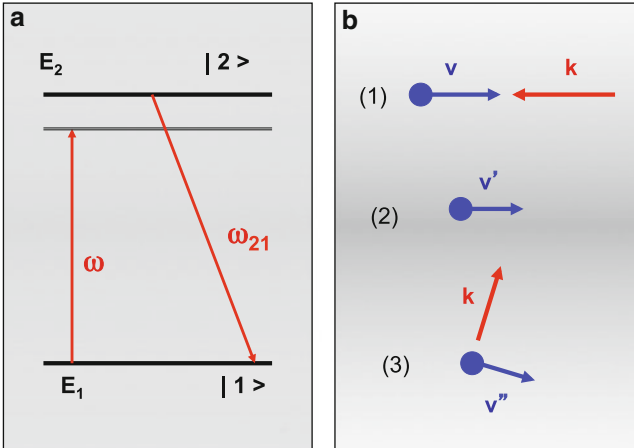 a
E₂ | 2 >
ω
ω₂₁
E₁ | 1 >
b
(1) v k
(2) v'
k
(3)
v"